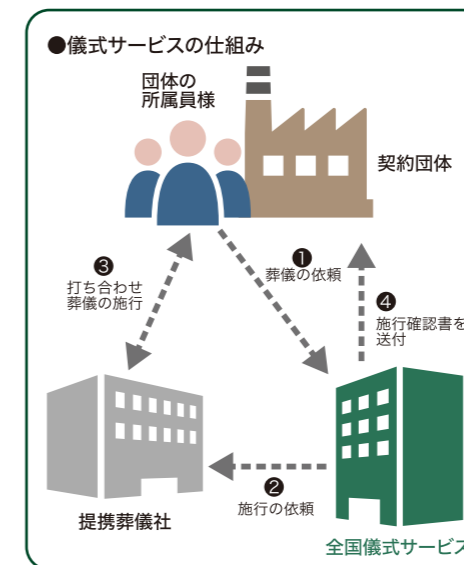 ●儀式サービスの仕組み
団体の
所属員様
契約団体
❶
葬儀の依頼
❸
打ち合わせ
葬儀の施行
❹
施行確認書を
送付
❷
施行の依頼
提携葬儀社
全国儀式サービス